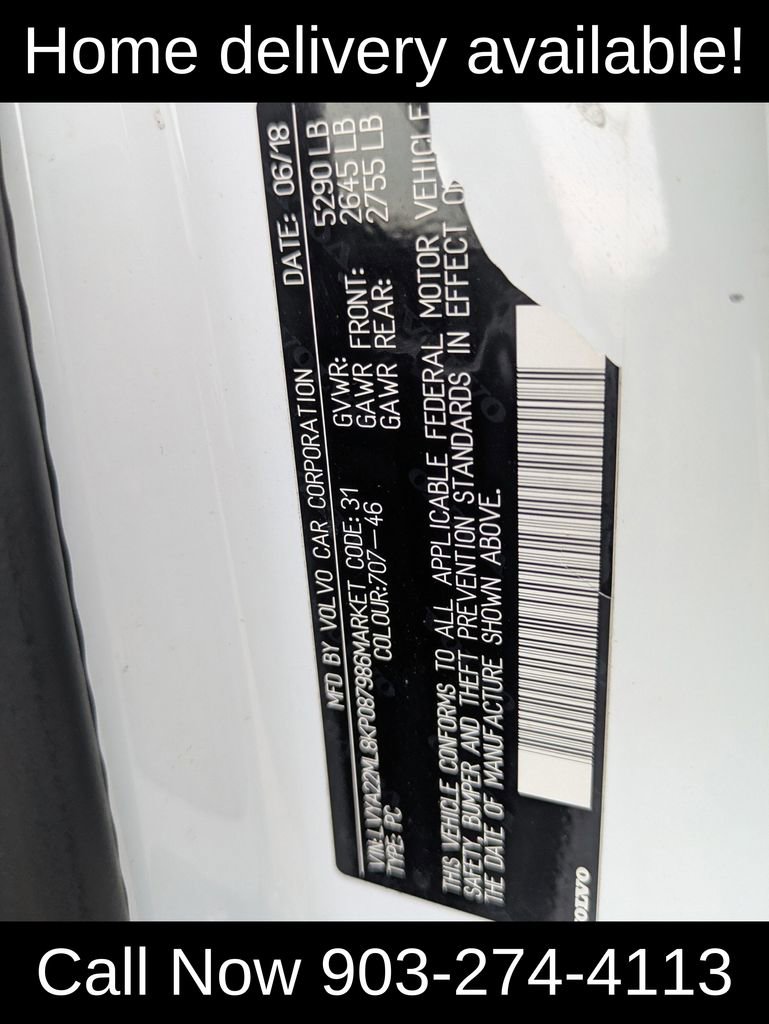 Home delivery available!
MFD BY VOLVO CAR CORPORATION DATE: 06/18
VIN: LVYA22ML8KP087986 MARKET CODE: 31 GVWR: 5290 LB
TYPE: PC COLOUR: 707-46 GAWR FRONT: 2645 LB
GAWR REAR: 2755 LB
THIS VEHICLE CONFORMS TO ALL APPLICABLE FEDERAL MOTOR VEHICLE
SAFETY, BUMPER AND THEFT PREVENTION STANDARDS IN EFFECT
THE DATE OF MANUFACTURE SHOWN ABOVE.
VOLVO
Call Now 903-274-4113